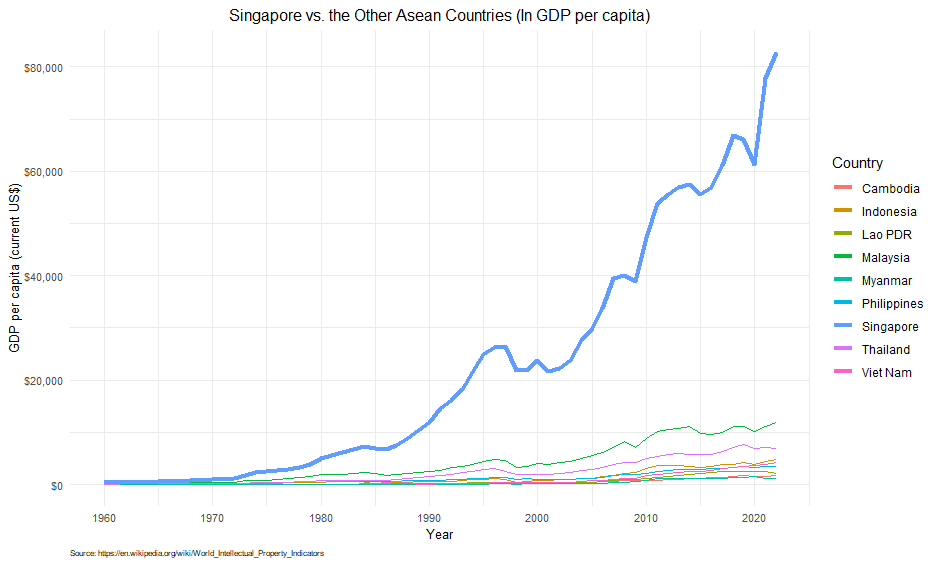 Singapore vs. the Other Asean Countries (In GDP per capita)
GDP per capita (current US$)
$80,000
$60,000
$40,000
$20,000
$0
1960 1970 1980 1990 2000 2010 2020
Year
Country
Cambodia
Indonesia
Lao PDR
Malaysia
Myanmar
Philippines
Singapore
Thailand
Viet Nam
Source: https://en.wikipedia.org/wiki/World_Intellectual_Property_Indicators